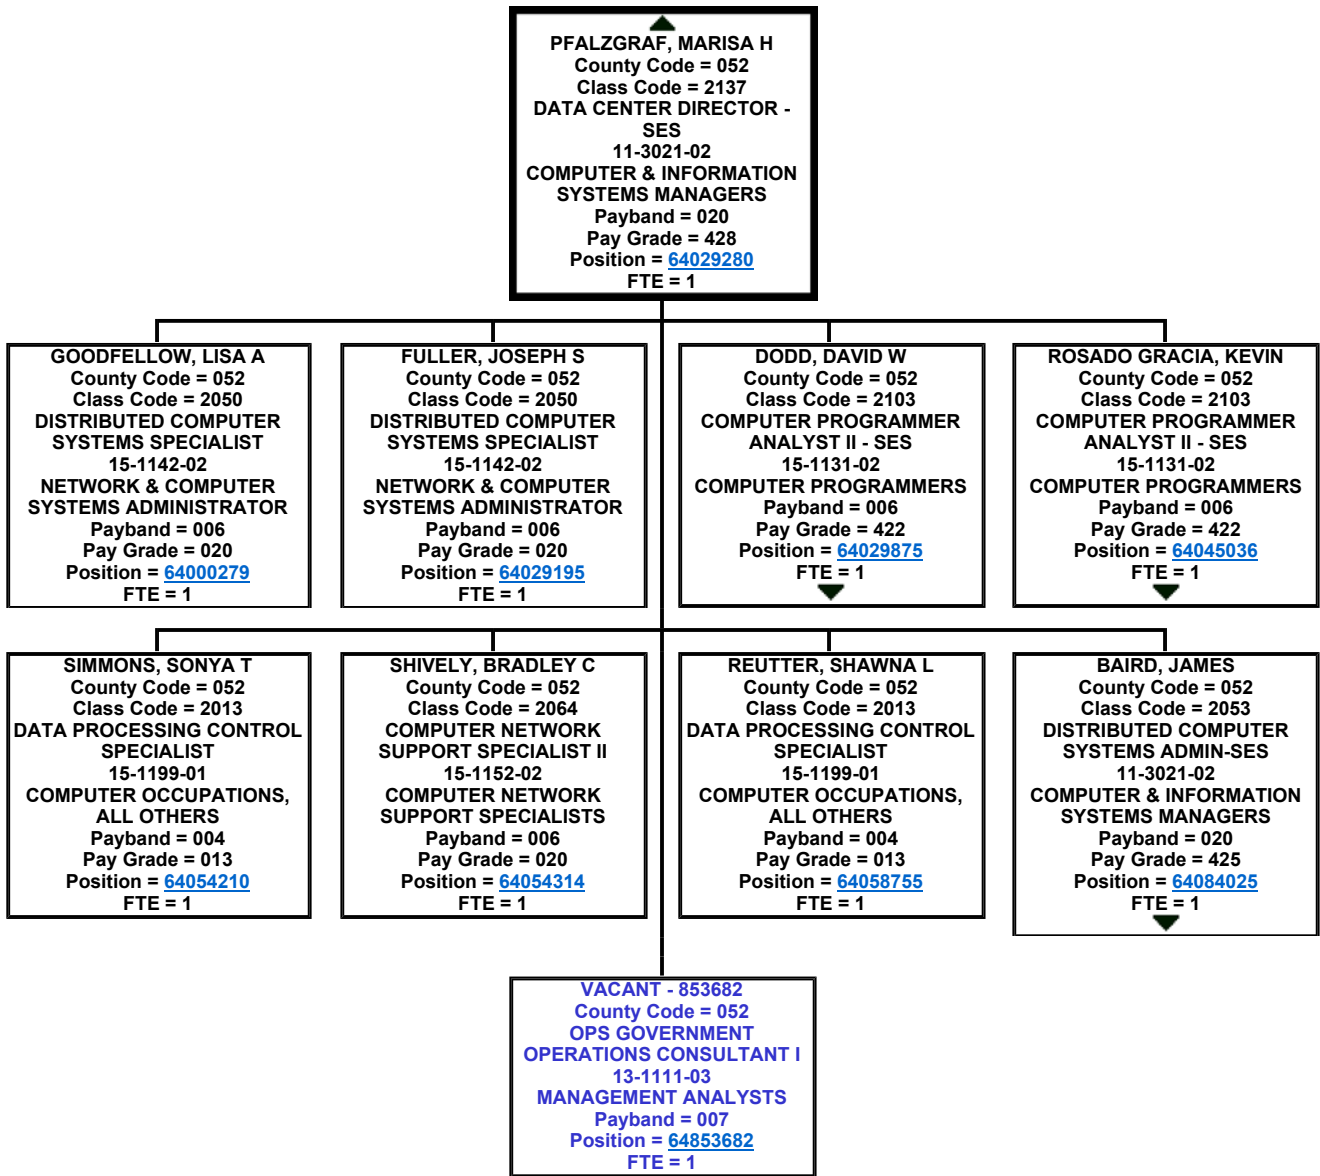 PFALZGRAF, MARISA H
County Code = 052
Class Code = 2137
DATA CENTER DIRECTOR -
SES
11-3021-02
COMPUTER & INFORMATION
SYSTEMS MANAGERS
Payband = 020
Pay Grade = 428
Position = 64029280
FTE = 1
GOODFELLOW, LISA A
County Code = 052
Class Code = 2050
DISTRIBUTED COMPUTER
SYSTEMS SPECIALIST
15-1142-02
NETWORK & COMPUTER
SYSTEMS ADMINISTRATOR
Payband = 006
Pay Grade = 020
Position = 64000279
FTE = 1
FULLER, JOSEPH S
County Code = 052
Class Code = 2050
DISTRIBUTED COMPUTER
SYSTEMS SPECIALIST
15-1142-02
NETWORK & COMPUTER
SYSTEMS ADMINISTRATOR
Payband = 006
Pay Grade = 020
Position = 64029195
FTE = 1
DODD, DAVID W
County Code = 052
Class Code = 2103
COMPUTER PROGRAMMER
ANALYST II - SES
15-1131-02
COMPUTER PROGRAMMERS
Payband = 006
Pay Grade = 422
Position = 64029875
FTE = 1
ROSADO GRACIA, KEVIN
County Code = 052
Class Code = 2103
COMPUTER PROGRAMMER
ANALYST II - SES
15-1131-02
COMPUTER PROGRAMMERS
Payband = 006
Pay Grade = 422
Position = 64045036
FTE = 1
SIMMONS, SONYA T
County Code = 052
Class Code = 2013
DATA PROCESSING CONTROL
SPECIALIST
15-1199-01
COMPUTER OCCUPATIONS,
ALL OTHERS
Payband = 004
Pay Grade = 013
Position = 64054210
FTE = 1
SHIVELY, BRADLEY C
County Code = 052
Class Code = 2064
COMPUTER NETWORK
SUPPORT SPECIALIST II
15-1152-02
COMPUTER NETWORK
SUPPORT SPECIALISTS
Payband = 006
Pay Grade = 020
Position = 64054314
FTE = 1
REUTTER, SHAWNA L
County Code = 052
Class Code = 2013
DATA PROCESSING CONTROL
SPECIALIST
15-1199-01
COMPUTER OCCUPATIONS,
ALL OTHERS
Payband = 004
Pay Grade = 013
Position = 64058755
FTE = 1
BAIRD, JAMES
County Code = 052
Class Code = 2053
DISTRIBUTED COMPUTER
SYSTEMS ADMIN-SES
11-3021-02
COMPUTER & INFORMATION
SYSTEMS MANAGERS
Payband = 020
Pay Grade = 425
Position = 64084025
FTE = 1
VACANT - 853682
County Code = 052
OPS GOVERNMENT
OPERATIONS CONSULTANT I
13-1111-03
MANAGEMENT ANALYSTS
Payband = 007
Position = 64853682
FTE = 1